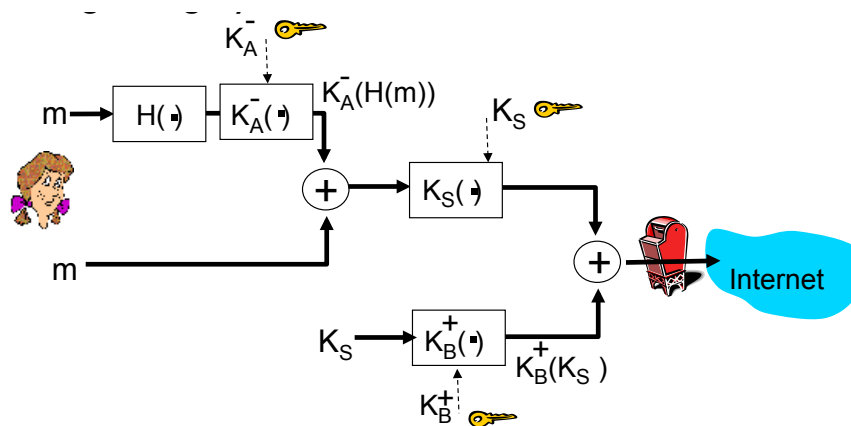 K_A^-
m
H(·)
K_A^-(·)
K_A^-(H(m))
K_S
+
K_S(·)
m
+
Internet
K_S
K_B^+(·)
K_B^+(K_S )
K_B^+